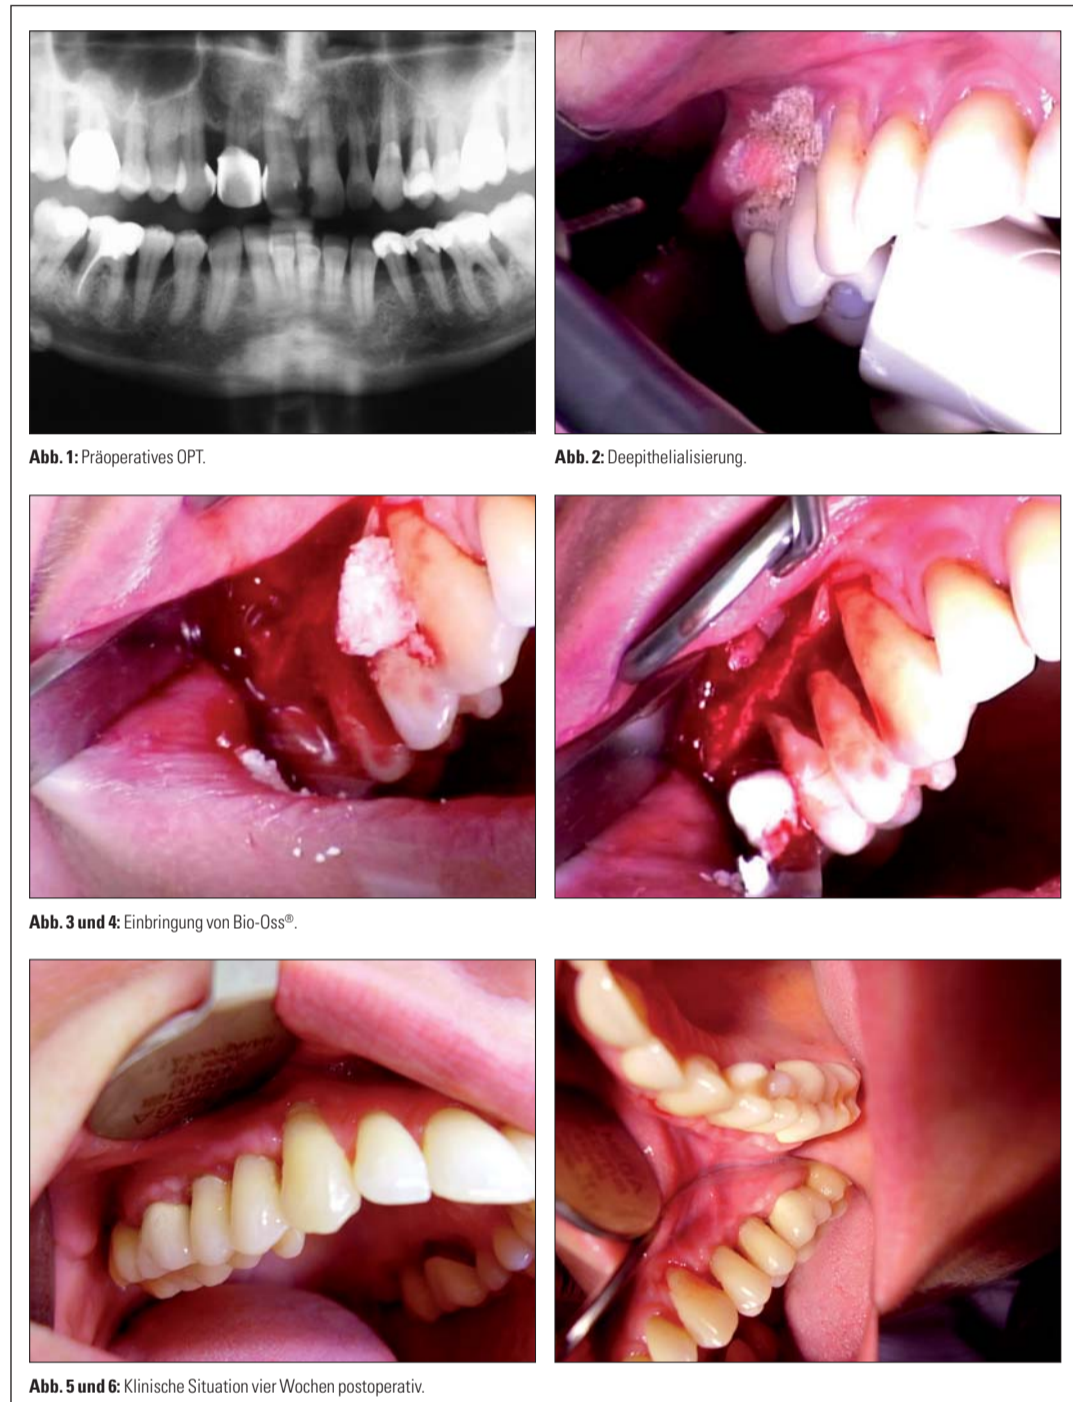 Abb. 1: Präoperatives OPT.
Abb. 2: Deepithelialisierung.
Abb. 3 und 4: Einbringung von Bio-Oss®.
Abb. 5 und 6: Klinische Situation vier Wochen postoperativ.